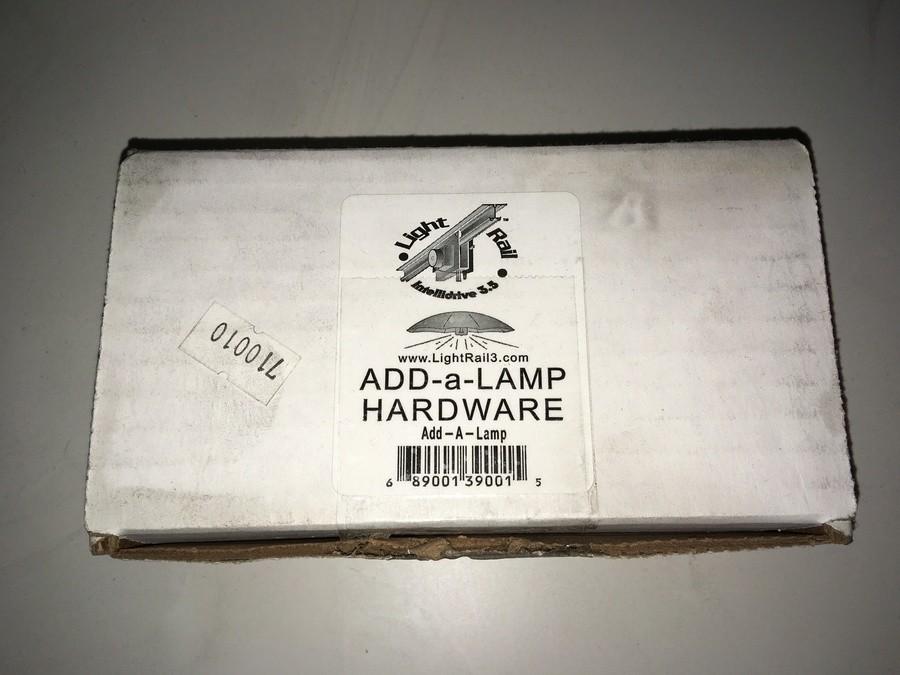 Light Rail
Intellidrive 3.5
www.LightRail3.com
ADD-a-LAMP
HARDWARE
Add-A-Lamp
6 89001 39001 5
710010